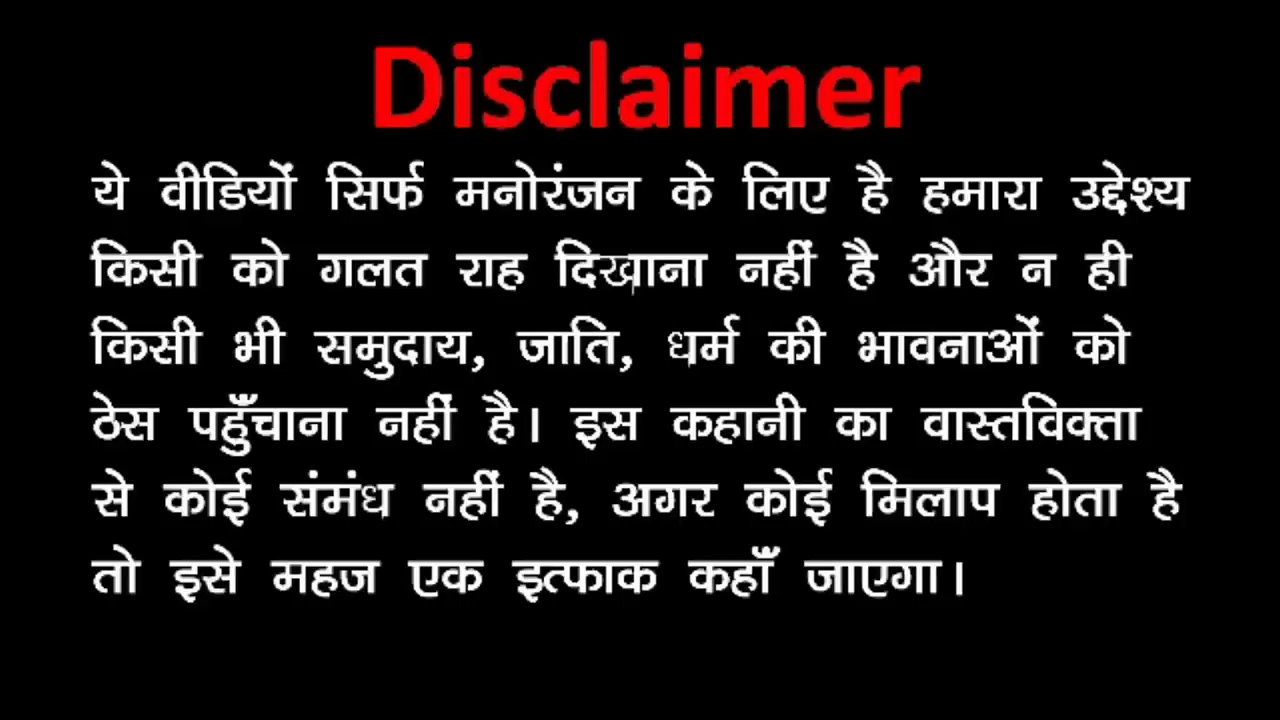 Disclaimer
ये वीडियों सिर्फ मनोरंजन के लिए है हमारा उद्देश्य
किसी को गलत राह दिखाना नहीं है और न ही
किसी भी समुदाय, जाति, धर्म की भावनाओं को
ठेस पहुँचाना नहीं है। इस कहानी का वास्तविक्ता
से कोई संमंध नहीं है, अगर कोई मिलाप होता है
तो इसे महज एक इत्फाक कहाँ जाएगा।